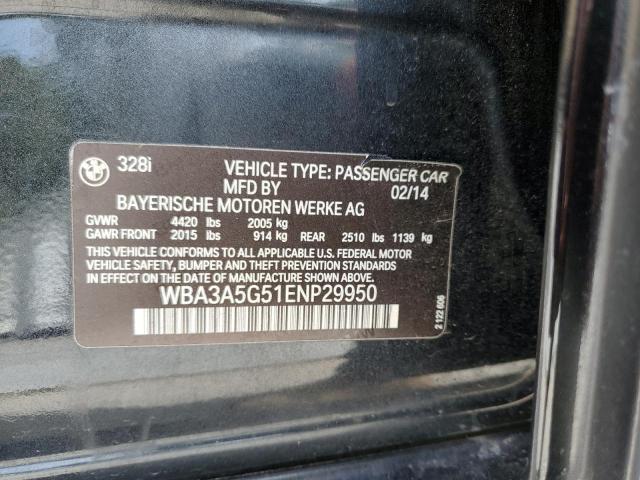 BMW
328i VEHICLE TYPE: PASSENGER CAR
MFD BY 02/14
BAYERISCHE MOTOREN WERKE AG
GVWR 4420 lbs 2005 kg
GAWR FRONT 2015 lbs 914 kg REAR 2510 lbs 1139 kg
THIS VEHICLE CONFORMS TO ALL APPLICABLE U.S. FEDERAL MOTOR
VEHICLE SAFETY, BUMPER AND THEFT PREVENTION STANDARDS
IN EFFECT ON THE DATE OF MANUFACTURE SHOWN ABOVE.
WBA3A5G51ENP29950
2 122 606